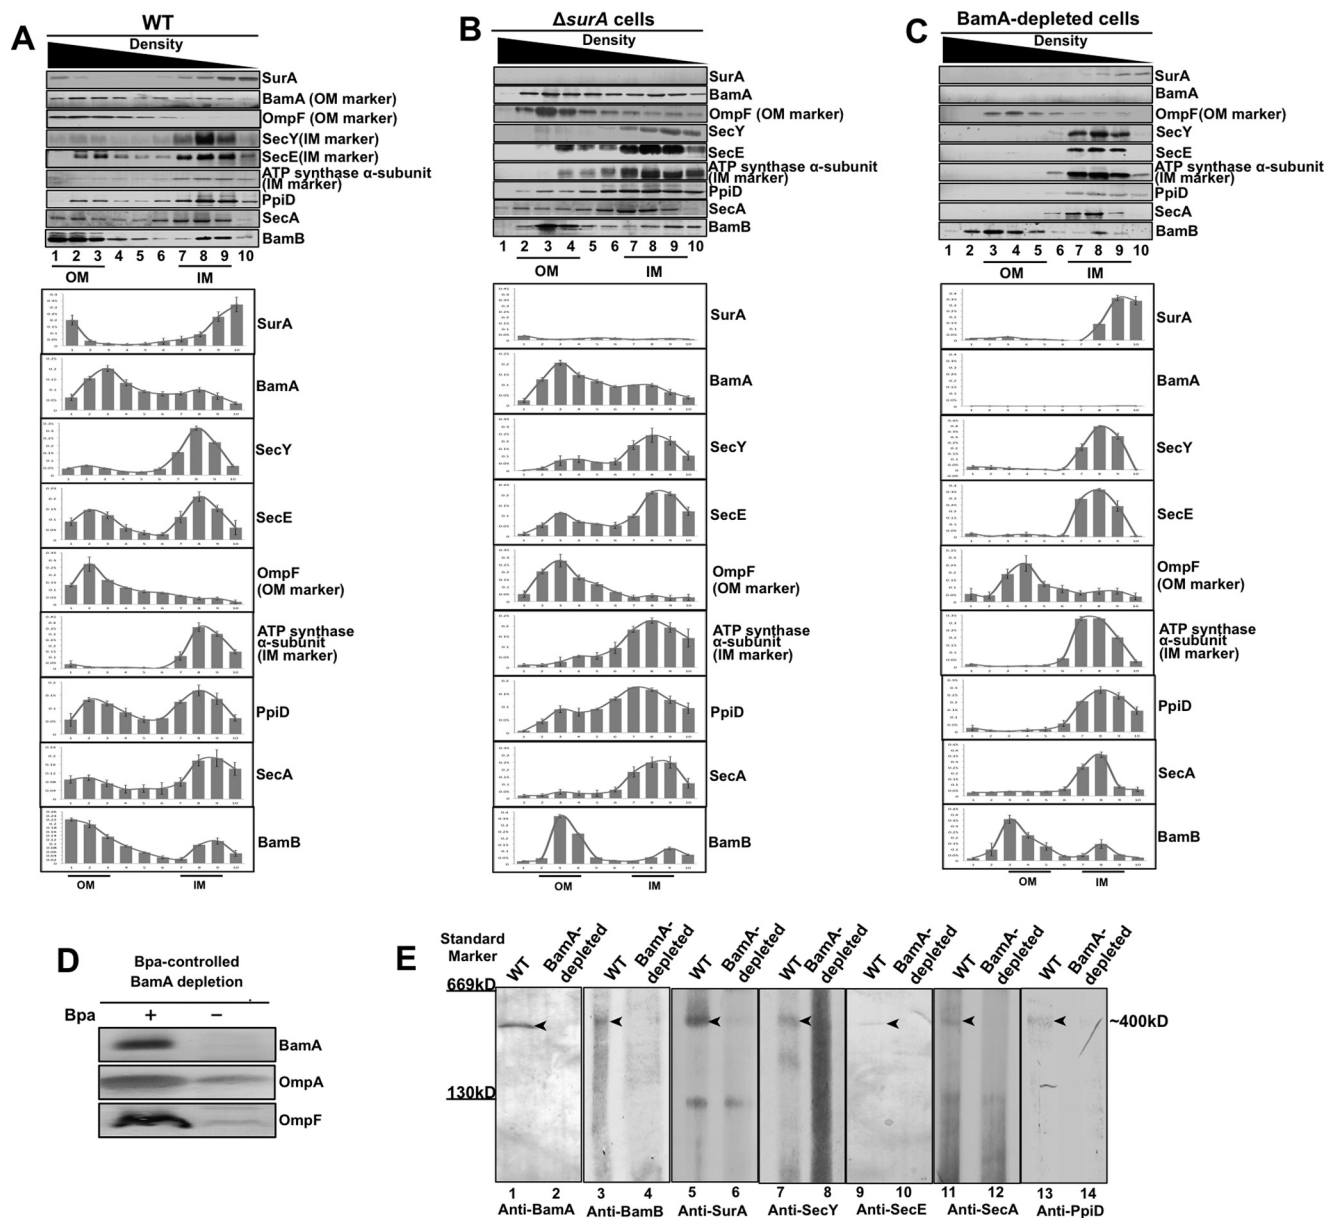 A
WT
Density
SurA
BamA (OM marker)
OmpF (OM marker)
SecY(IM marker)
SecE(IM marker)
ATP synthase α-subunit
(IM marker)
PpiD
SecA
BamB
1 2 3 4 5 6 7 8 9 10
OM IM
SurA
BamA
SecY
SecE
OmpF
(OM marker)
ATP synthase
α-subunit
(IM marker)
PpiD
SecA
BamB
OM IM
B
ΔsurA cells
Density
SurA
BamA
OmpF (OM marker)
SecY
SecE
ATP synthase α-subunit
(IM marker)
PpiD
SecA
BamB
1 2 3 4 5 6 7 8 9 10
OM IM
SurA
BamA
SecY
SecE
OmpF
(OM marker)
ATP synthase
α-subunit
(IM marker)
PpiD
SecA
BamB
OM IM
C
BamA-depleted cells
Density
SurA
BamA
OmpF(OM marker)
SecY
SecE
ATP synthase α-subunit
(IM marker)
PpiD
SecA
BamB
1 2 3 4 5 6 7 8 9 10
OM IM
SurA
BamA
SecY
SecE
OmpF
(OM marker)
ATP synthase
α-subunit
(IM marker)
PpiD
SecA
BamB
OM IM
D
Bpa-controlled
BamA depletion
Bpa + −
BamA
OmpA
OmpF
E
Standard
Marker
WT BamA-depleted WT BamA-depleted WT BamA-depleted WT BamA-depleted WT BamA-depleted WT BamA-depleted WT BamA-depleted
669kD
~400kD
130kD
1 2 3 4 5 6 7 8 9 10 11 12 13 14
Anti-BamA Anti-BamB Anti-SurA Anti-SecY Anti-SecE Anti-SecA Anti-PpiD